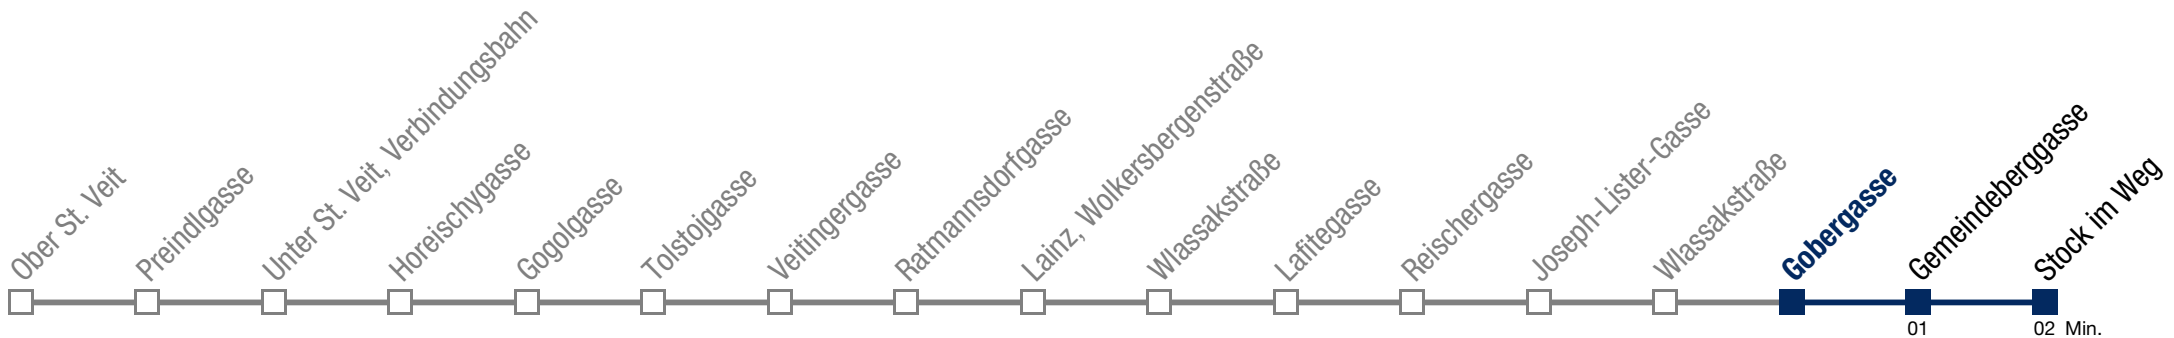 Ober St. Veit
Preindlgasse
Unter St. Veit, Verbindungsbahn
Horeischygasse
Gogolgasse
Tolstojgasse
Veitingergasse
Ratmannsdorfgasse
Lainz, Wolkersbergenstraße
Wlassakstraße
Lafitegasse
Reischergasse
Joseph-Lister-Gasse
Wlassakstraße
Gobergasse
Gemeindeberggasse
Stock im Weg
01
02 Min.